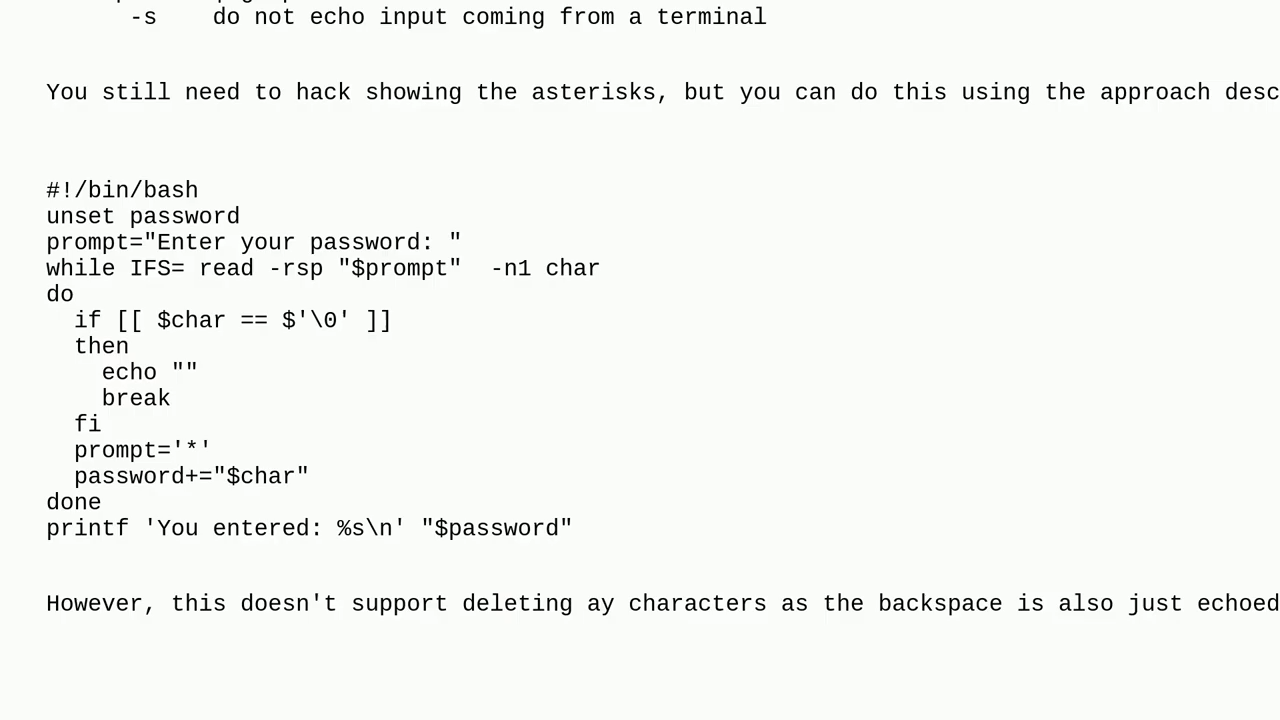 -s    do not echo input coming from a terminal
You still need to hack showing the asterisks, but you can do this using the approach desc
#!/bin/bash
unset password
prompt="Enter your password: "
while IFS= read -rsp "$prompt"  -n1 char
do
  if [[ $char == $'\0' ]]
  then
    echo ""
    break
  fi
  prompt='*'
  password+="$char"
done
printf 'You entered: %s\n' "$password"
However, this doesn't support deleting ay characters as the backspace is also just echoed